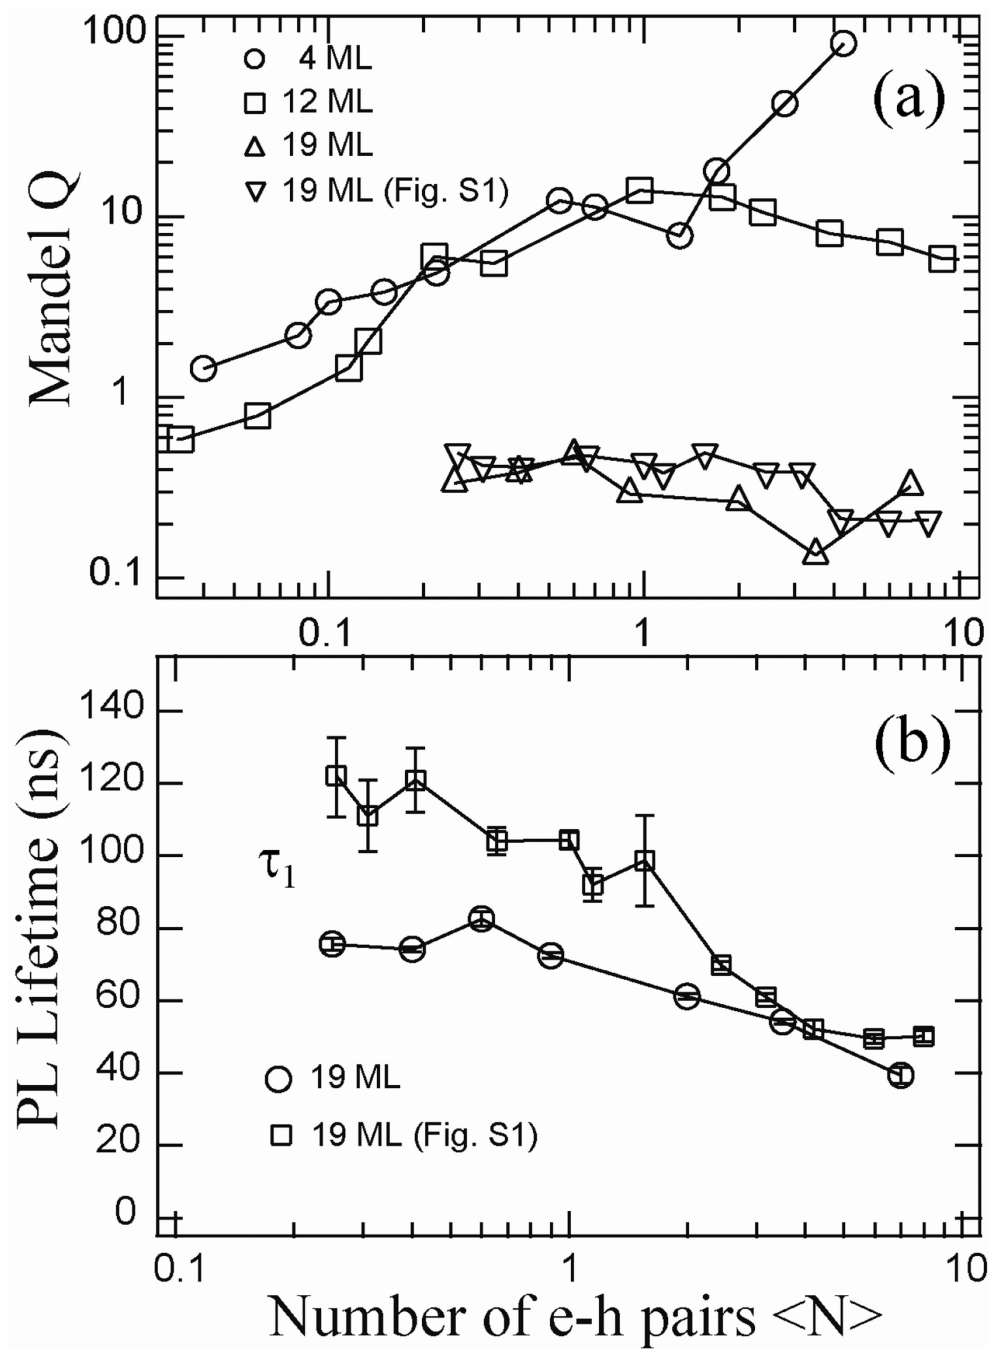 100
10
1
0.1
Mandel Q
4 ML
12 ML
19 ML
19 ML (Fig. S1)
(a)
0.1 1 10
140
120
100
80
60
40
20
0
PL Lifetime (ns)
(b)
τ1
19 ML
19 ML (Fig. S1)
0.1 1 10
Number of e-h pairs <N>